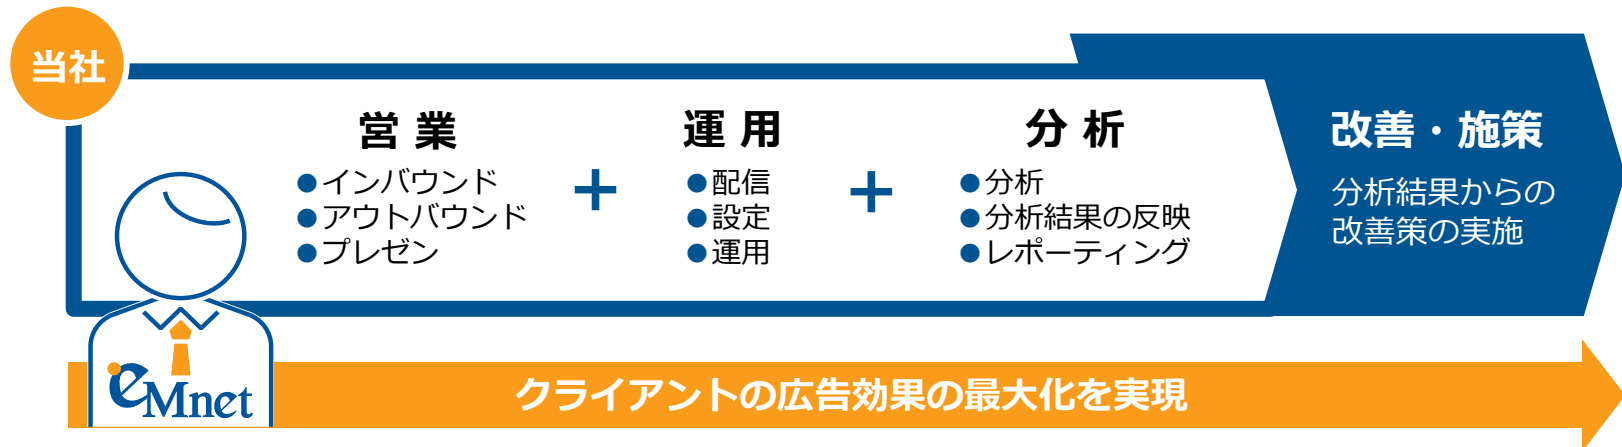 当社
営業
●インバウンド
●アウトバウンド
●プレゼン
+
運用
●配信
●設定
●運用
+
分析
●分析
●分析結果の反映
●レポーティング
改善・施策
分析結果からの
改善策の実施
eMnet
クライアントの広告効果の最大化を実現